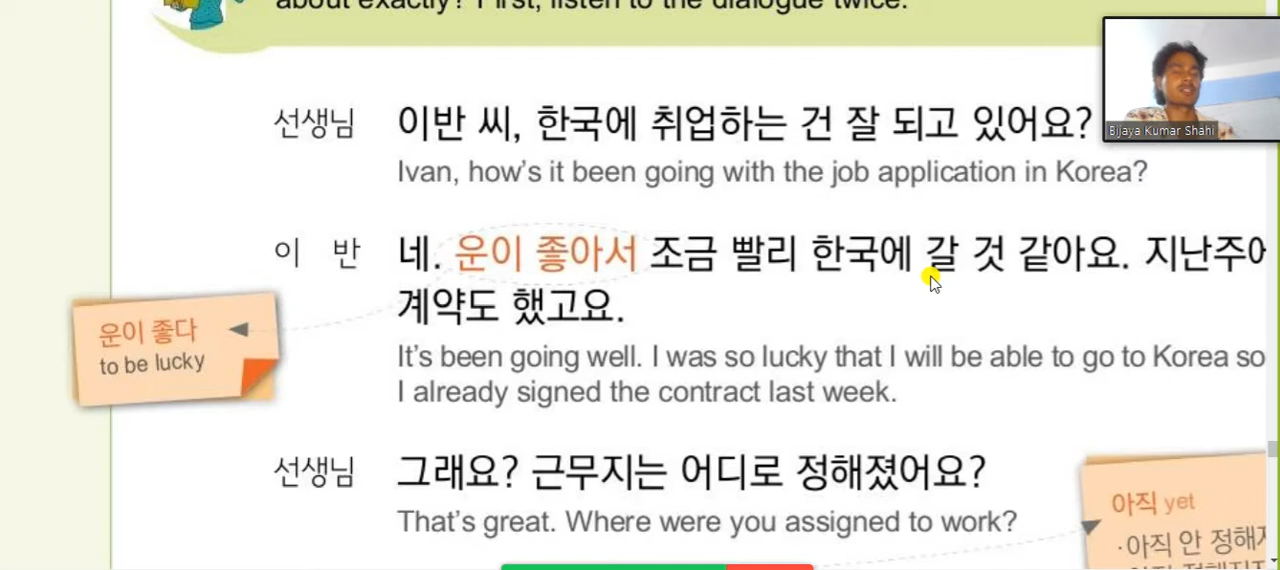 about exactly? First, listen to the dialogue twice.
Bijaya Kumar Shahi
선생님 이반 씨, 한국에 취업하는 건 잘 되고 있어요?
Ivan, how's it been going with the job application in Korea?
이 반 네. 운이 좋아서 조금 빨리 한국에 갈 것 같아요. 지난주에
계약도 했고요.
운이 좋다
to be lucky
It's been going well. I was so lucky that I will be able to go to Korea so
I already signed the contract last week.
선생님 그래요? 근무지는 어디로 정해졌어요?
That's great. Where were you assigned to work?
아직 yet
·아직 안 정해